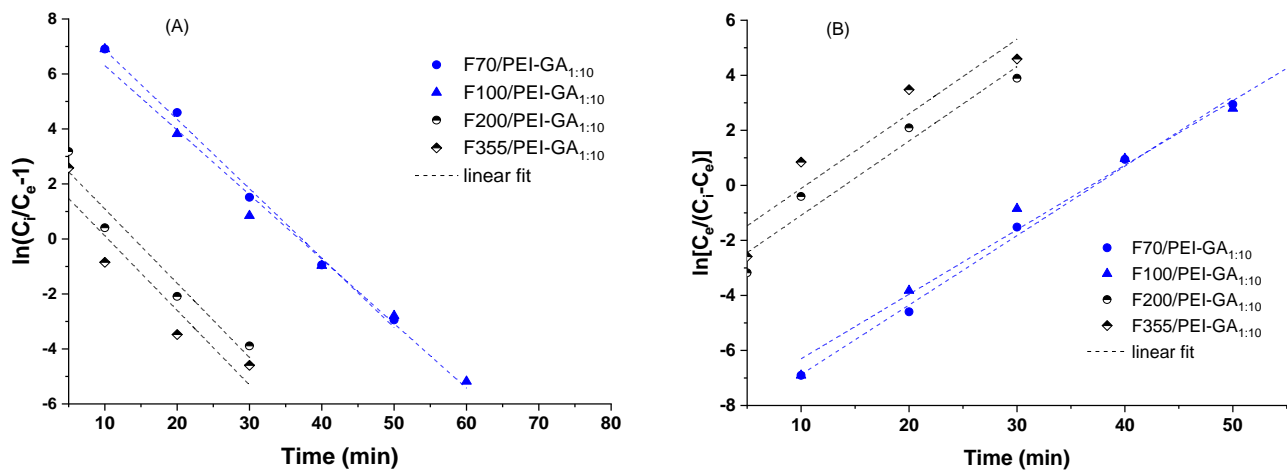 (A)
F70/PEI-GA1:10
F100/PEI-GA1:10
F200/PEI-GA1:10
F355/PEI-GA1:10
linear fit
ln(Ci/Ce-1)
8
6
4
2
0
-2
-4
-6
10 20 30 40 50 60 70 80
Time (min)
(B)
F70/PEI-GA1:10
F100/PEI-GA1:10
F200/PEI-GA1:10
F355/PEI-GA1:10
linear fit
ln[Ce/(Ci-Ce)]
6
4
2
0
-2
-4
-6
-8
10 20 30 40 50
Time (min)